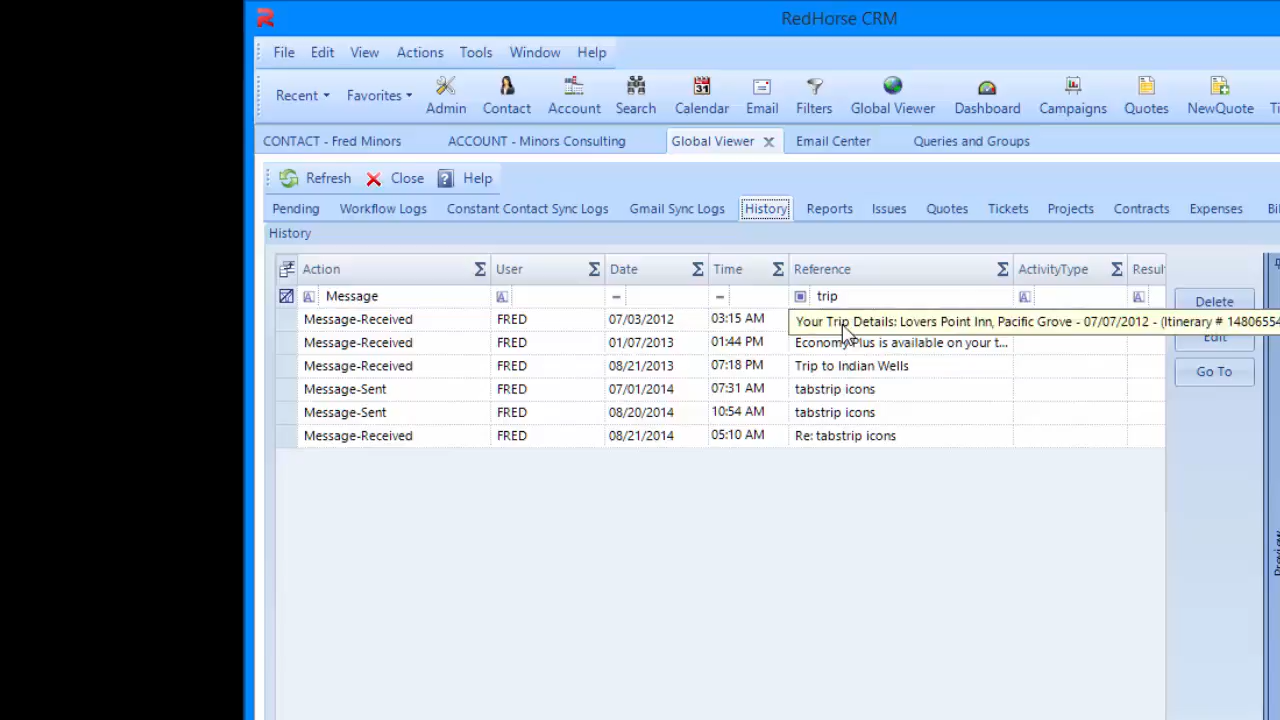 RedHorse CRM
File Edit View Actions Tools Window Help
Recent Favorites Admin Contact Account Search Calendar Email Filters Global Viewer Dashboard Campaigns Quotes NewQuote
CONTACT - Fred Minors ACCOUNT - Minors Consulting Global Viewer Email Center Queries and Groups
Refresh Close Help
Pending Workflow Logs Constant Contact Sync Logs Gmail Sync Logs History Reports Issues Quotes Tickets Projects Contracts Expenses
History
Action User Date Time Reference ActivityType
Message trip
Message-Received FRED 07/03/2012 03:15 AM Your Trip Details: Lovers Point Inn, Pacific Grove - 07/07/2012 - (Itinerary # 1480655
Message-Received FRED 01/07/2013 01:44 PM Economy Plus is available on your t...
Message-Received FRED 08/21/2013 07:18 PM Trip to Indian Wells
Message-Sent FRED 07/01/2014 07:31 AM tabstrip icons
Message-Sent FRED 08/20/2014 10:54 AM tabstrip icons
Message-Received FRED 08/21/2014 05:10 AM Re: tabstrip icons
Delete
Edit
Go To
Preview